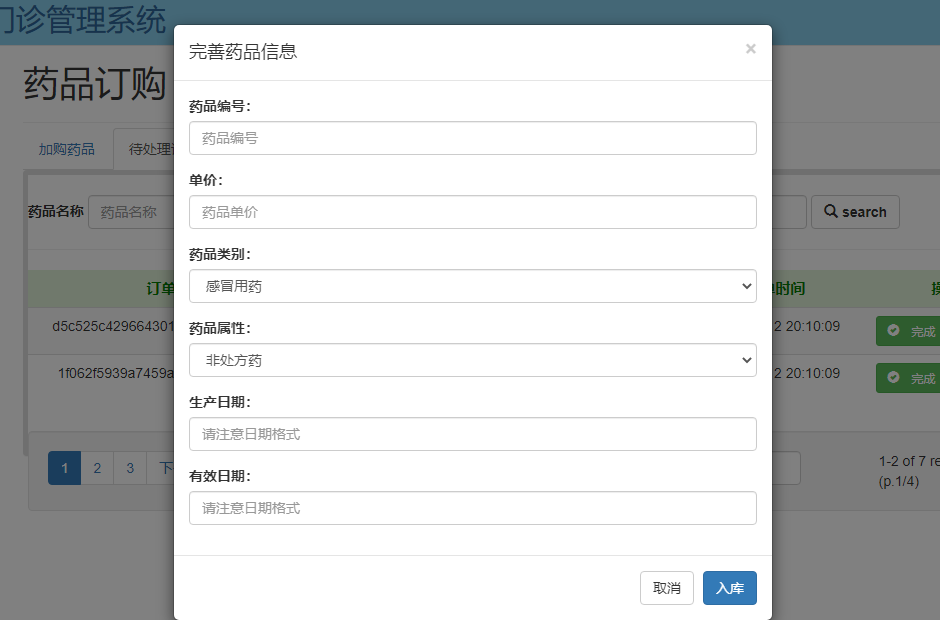 门诊管理系统
药品订购
加购药品
待处理
药品名称
药品名称
search
订单
时间
d5c525c429664301
2 20:10:09
完成
1f062f5939a7459a
2 20:10:09
完成
1
2
3
下
1-2 of 7 re
(p.1/4)
完善药品信息
×
药品编号:
药品编号
单价:
药品单价
药品类别:
感冒用药
药品属性:
非处方药
生产日期:
请注意日期格式
有效日期:
请注意日期格式
取消
入库